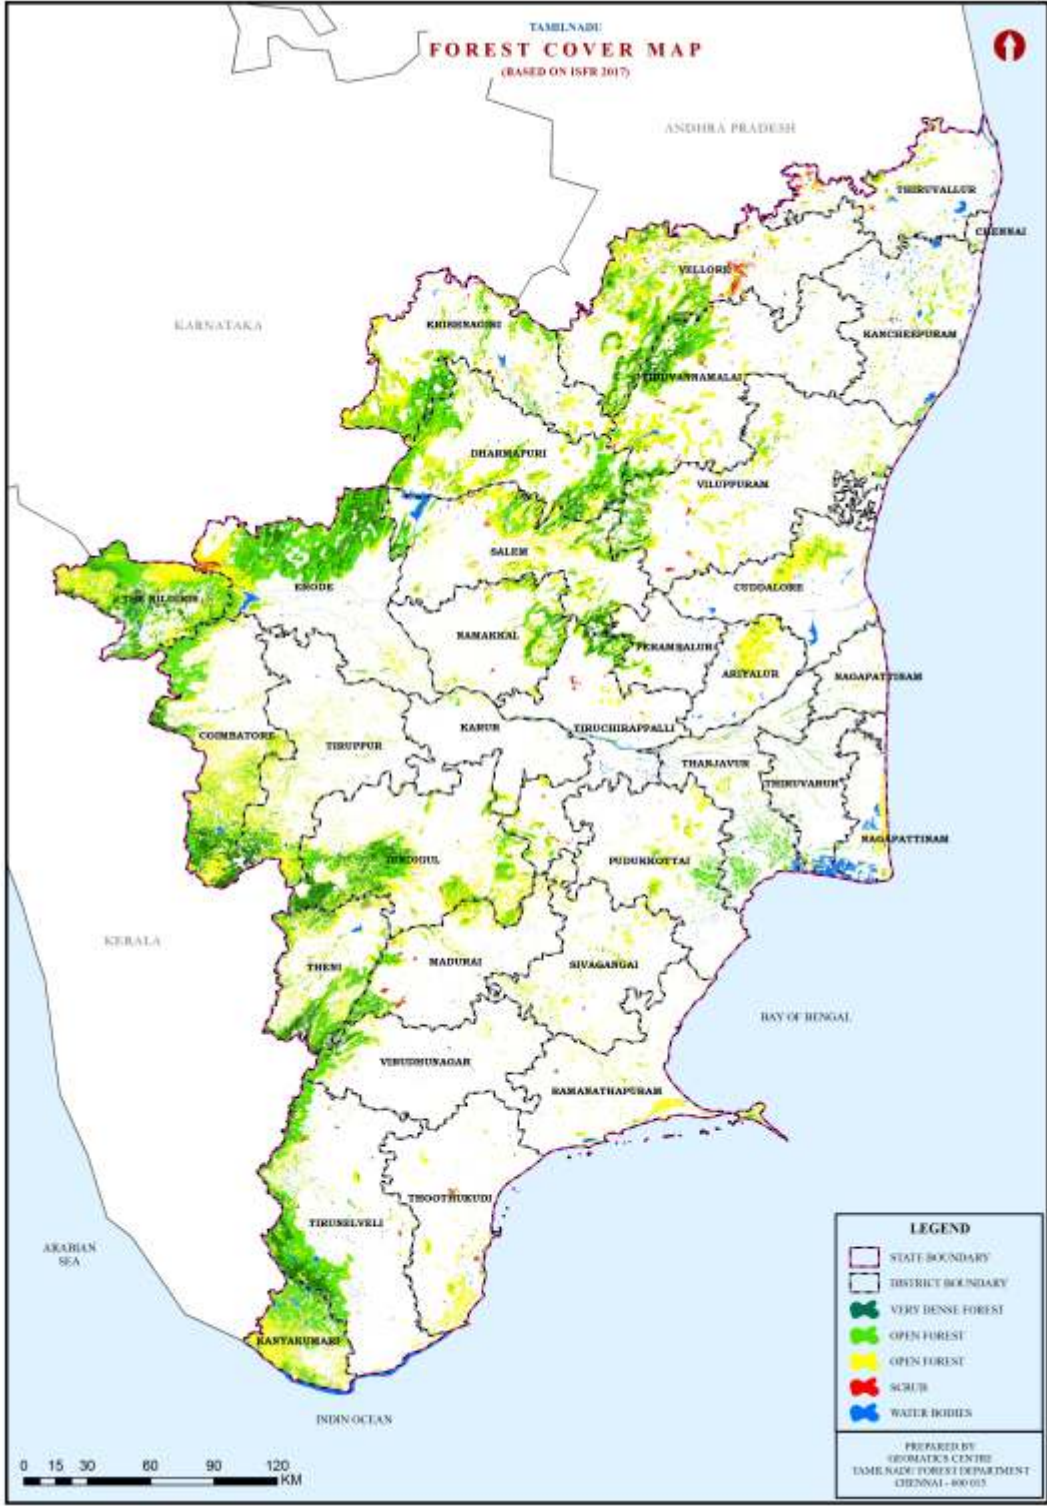 TAMILNADU
FOREST COVER MAP
(BASED ON ISFR 2017)
ANDHRA PRADESH
THIRUVALLUR
CHENNAI
VELLORE
KARNATAKA
KRISHNAGIRI
KANCHEEPURAM
TIRUVANNAMALAI
DHARMAPURI
VILUPPURAM
SALEM
ERODE
CUDDALORE
THE NILGIRIS
NAMAKKAL
PERAMBALUR
ARIYALUR
NAGAPATTINAM
COIMBATORE
TIRUPPUR
KARUR
TIRUCHIRAPPALLI
THANJAVUR
THIRUVARUR
NAGAPATTINAM
DINDIGUL
PUDUKKOTTAI
KERALA
THENI
MADURAI
SIVAGANGAI
BAY OF BENGAL
VIRUDHUNAGAR
RAMANATHAPURAM
THOOTHUKUDI
TIRUNELVELI
ARABIAN
SEA
KANYAKUMARI
INDIN OCEAN
LEGEND
STATE BOUNDARY
DISTRICT BOUNDARY
VERY DENSE FOREST
OPEN FOREST
OPEN FOREST
SCRUB
WATER BODIES
PREPARED BY
GEOMATICS CENTRE
TAMIL NADU FOREST DEPARTMENT
CHENNAI - 600 015
0 15 30 60 90 120
KM